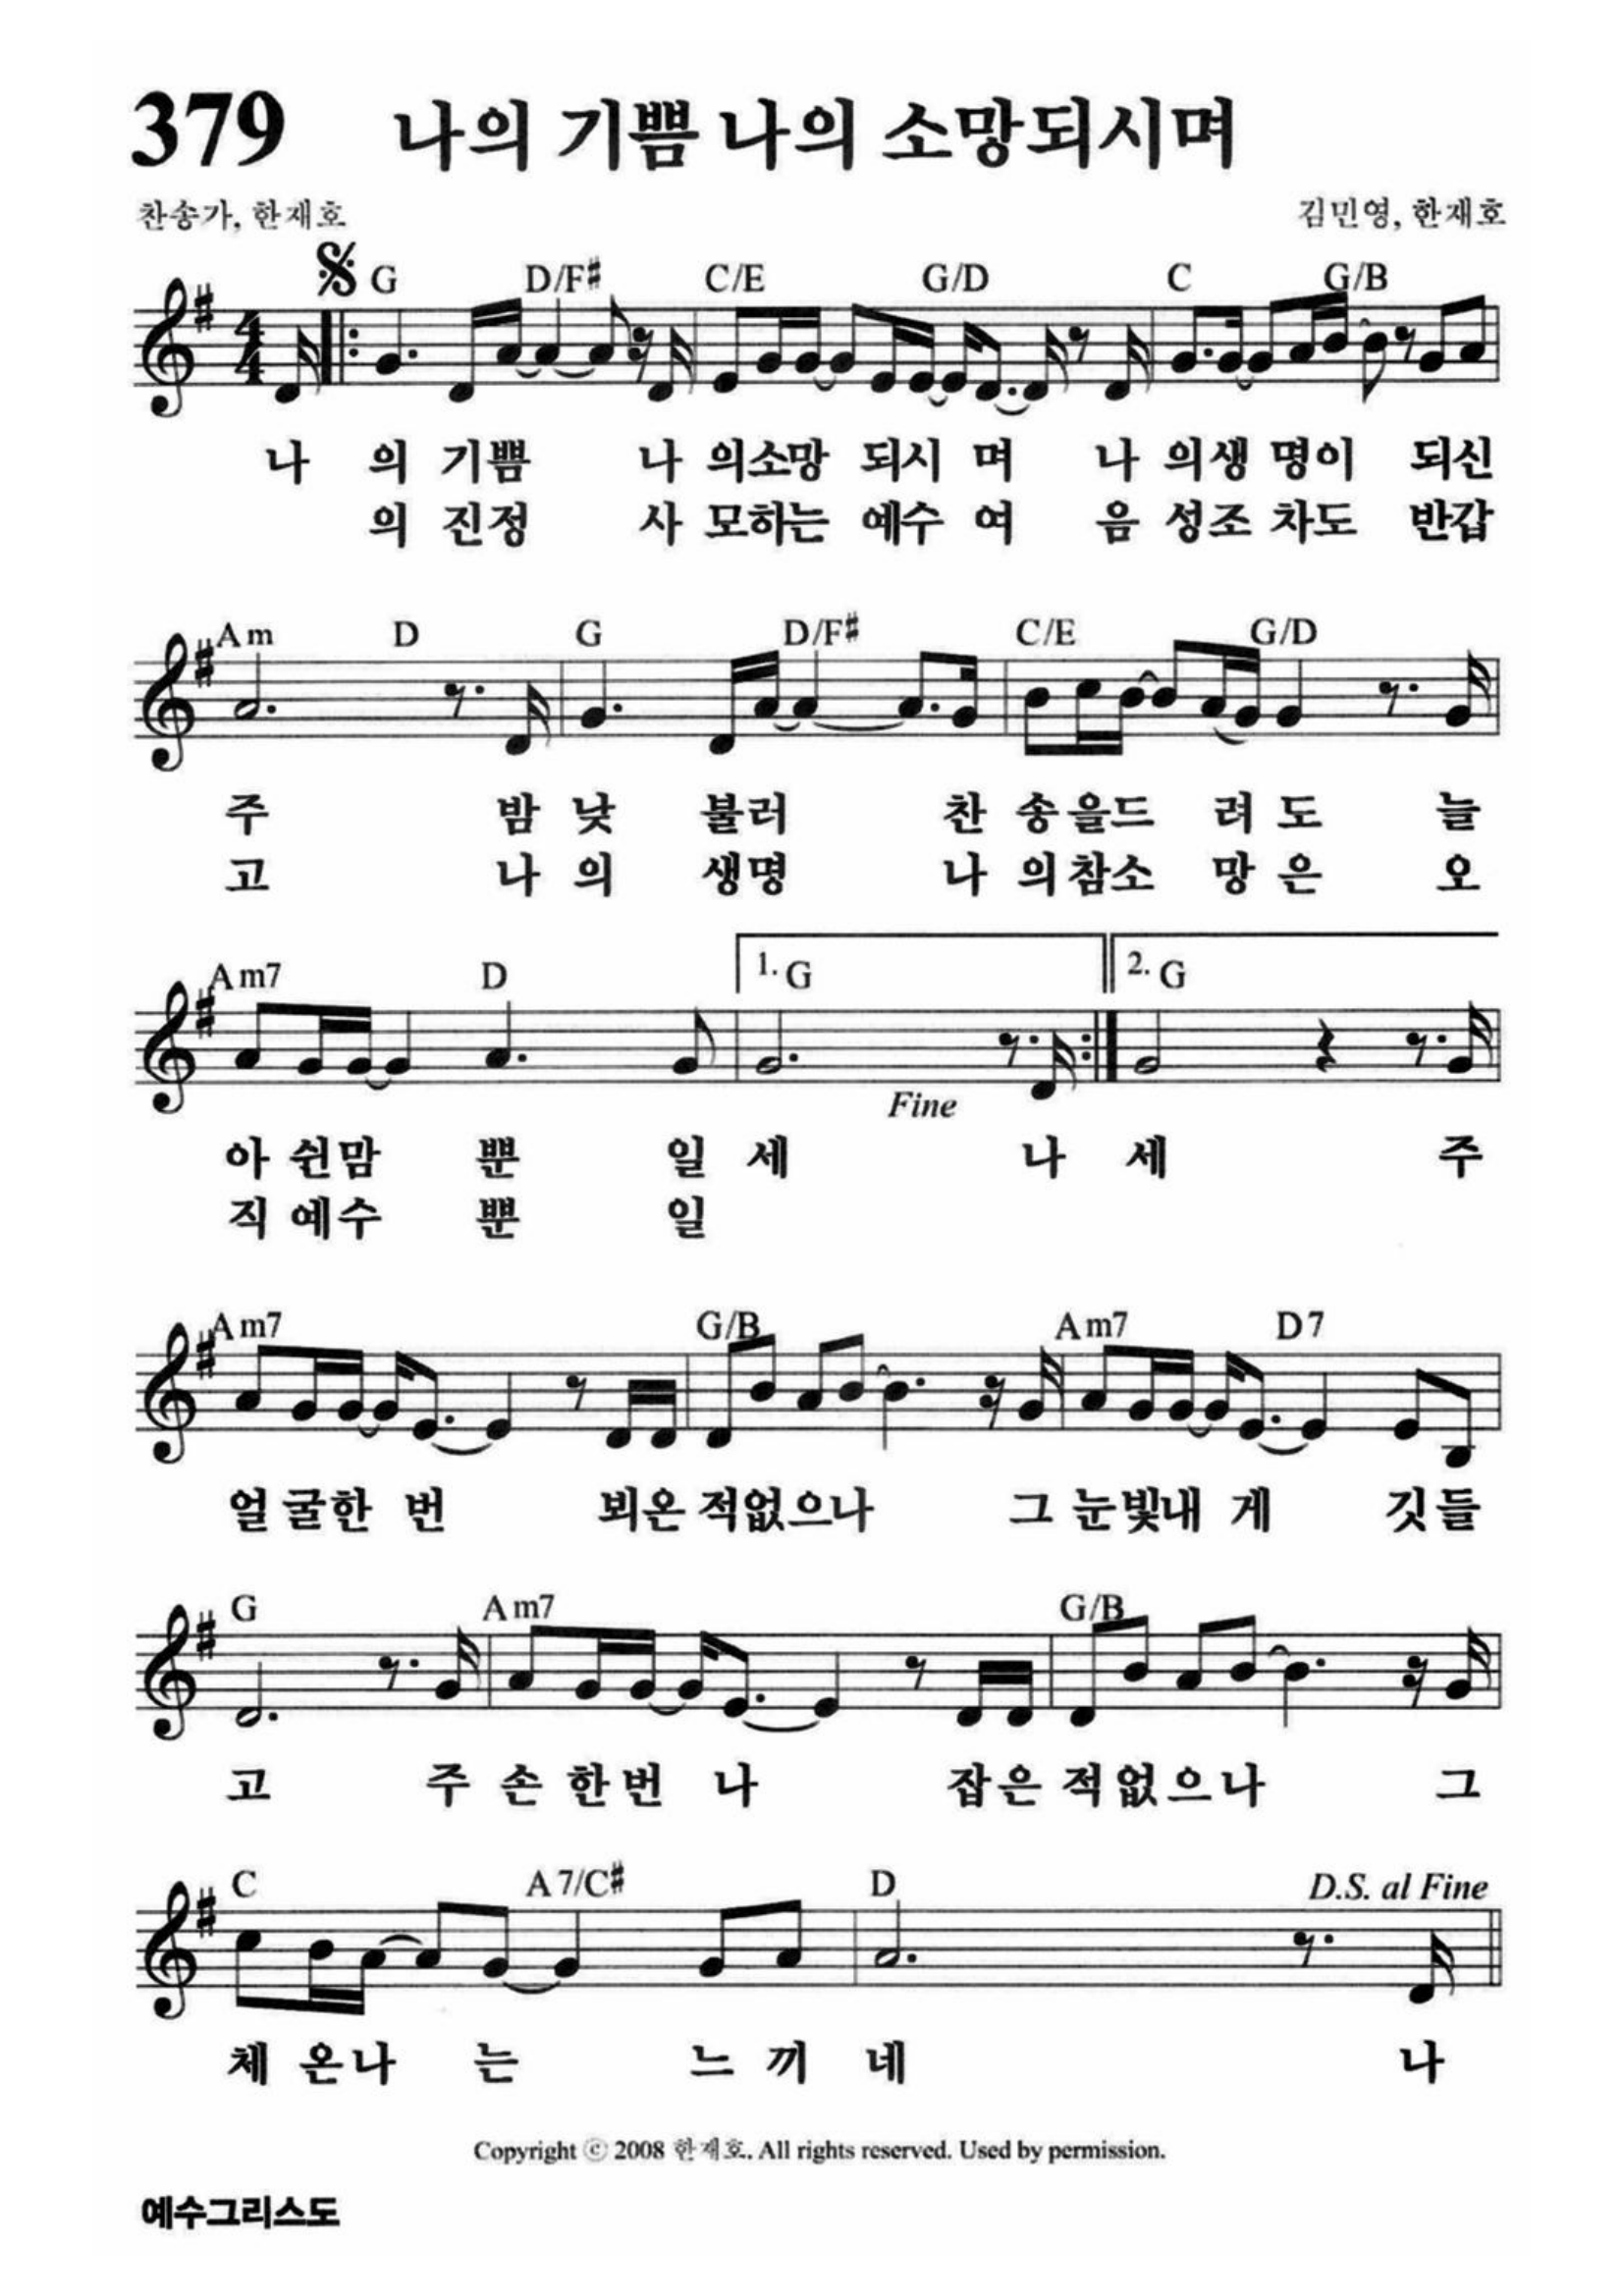 379 나의 기쁨 나의 소망되시며
찬송가, 한재호 김민영, 한재호
G D/F# C/E G/D C G/B
나 의 기쁨 나 의소망 되시 며 나 의생 명이 되신
의 진정 사 모하는 예수 여 음 성조 차도 반갑
Am D G D/F# C/E G/D
주 밤 낮 불러 찬 송을드 려 도 늘
고 나 의 생명 나 의참소 망 은 오
Am7 D 1. G 2. G
Fine
아 쉰맘 뿐 일 세 나 세 주
직 예수 뿐 일
Am7 G/B Am7 D7
얼 굴한 번 뵈온 적없으나 그 눈빛내 게 깃들
G Am7 G/B
고 주 손 한번 나 잡은 적없으나 그
C A7/C# D D.S. al Fine
체 온나 는 느 끼 네 나
Copyright ⓒ 2008 한재호. All rights reserved. Used by permission.
예수그리스도